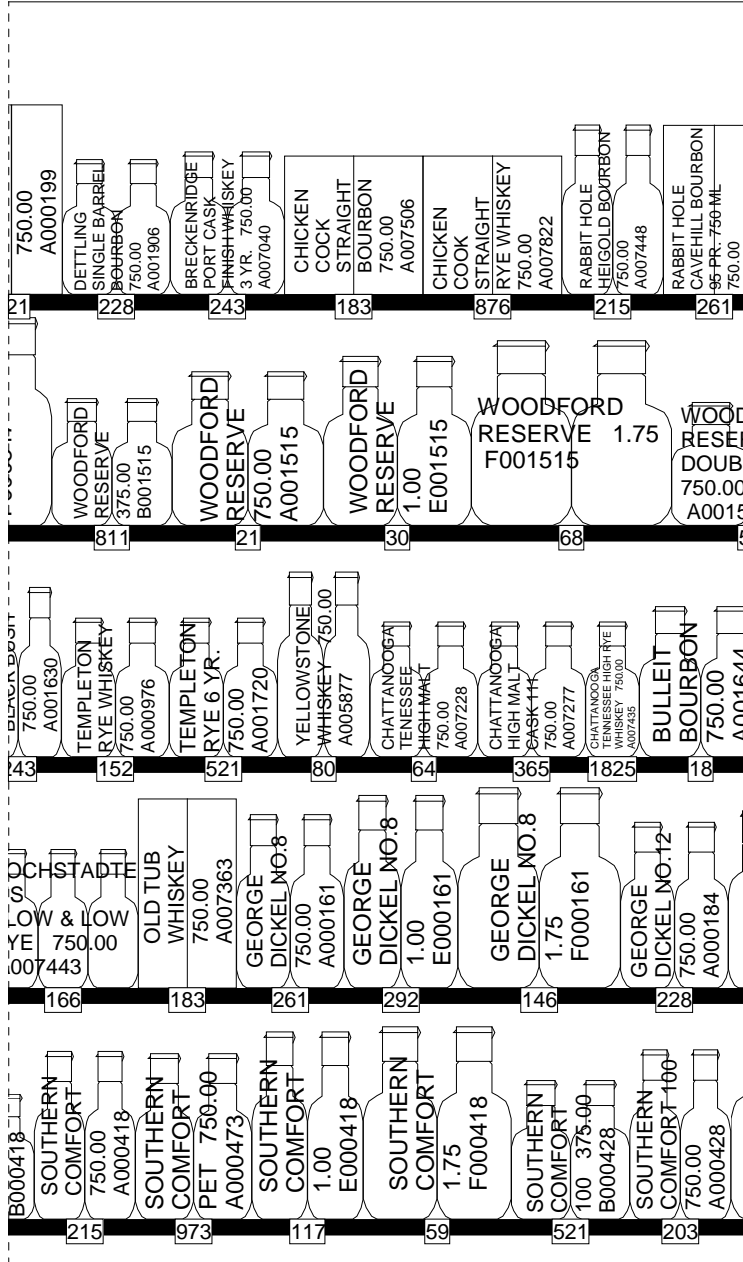 750.00
A000199
DETTLING
SINGLE BARREL
BOURBON
750.00
A001906
BRECKENRIDGE
PORT CASK
FINISH WHISKEY
3 YR. 750.00
A007040
CHICKEN
COCK
STRAIGHT
BOURBON
750.00
A007506
CHICKEN
COOK
STRAIGHT
RYE WHISKEY
750.00
A007822
RABBIT HOLE
HEIGOLD BOURBON
750.00
A007448
RABBIT HOLE
CAVEHILL BOURBON
95 PR. 750 ML
750.00
21
228
243
183
876
215
261
WOODFORD
RESERVE
375.00
B001515
WOODFORD
RESERVE
750.00
A001515
WOODFORD
RESERVE
1.00
E001515
WOODFORD
RESERVE 1.75
F001515
WOOD
RESE
DOUB
750.00
A0015
811
21
30
68
BLACK BUSH
750.00
A001630
TEMPLETON
RYE WHISKEY
750.00
A000976
TEMPLETON
RYE 6 YR.
750.00
A001720
YELLOWSTONE
WHISKEY 750.00
A005877
CHATTANOOGA
TENESSEE
HIGH MALT
750.00
A007228
CHATTANOOGA
HIGH MALT
CASK 111
750.00
A007277
CHATTANOOGA
TENNESSEE HIGH RYE
WHISKEY 750.00
A007435
BULLEIT
BOURBON
750.00
A001644
243
152
521
80
64
365
1825
18
OCHSTADTE
S
LOW & LOW
YE 750.00
007443
OLD TUB
WHISKEY
750.00
A007363
GEORGE
DICKEL NO.8
750.00
A000161
GEORGE
DICKEL NO.8
1.00
E000161
GEORGE
DICKEL NO.8
1.75
F000161
GEORGE
DICKEL NO.12
750.00
A000184
166
183
261
292
146
228
B000418
SOUTHERN
COMFORT
750.00
A000418
SOUTHERN
COMFORT
PET 750.00
A000473
SOUTHERN
COMFORT
1.00
E000418
SOUTHERN
COMFORT
1.75
F000418
SOUTHERN
COMFORT
100 375.00
B000428
SOUTHERN
COMFORT 100
750.00
A000428
215
973
117
59
521
203